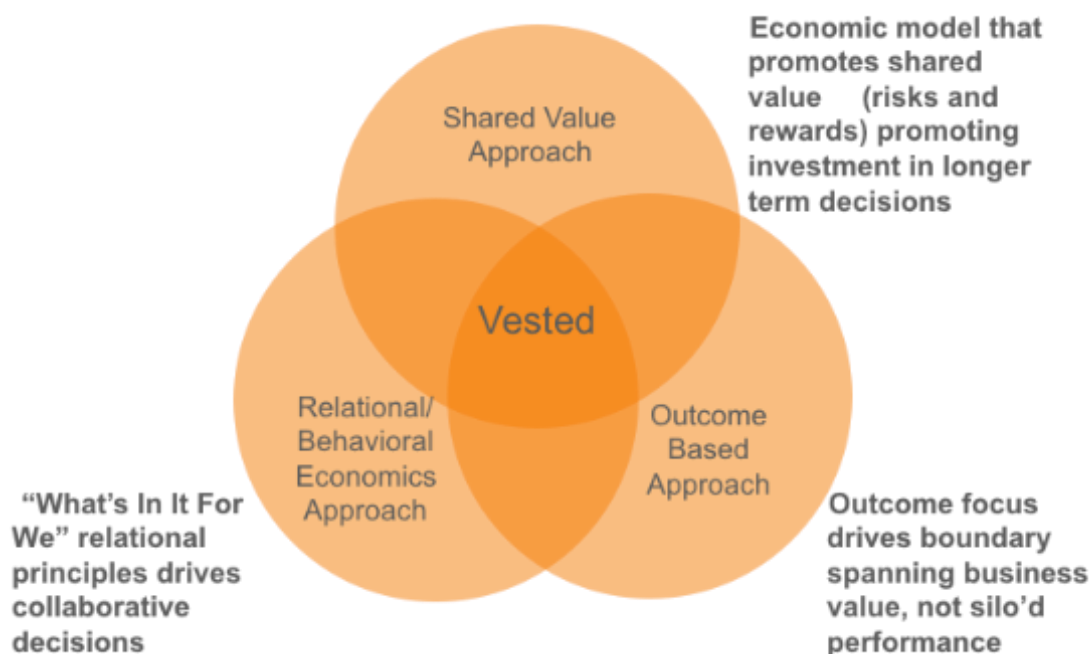 Economic model that
promotes shared
value (risks and
rewards) promoting
investment in longer
term decisions
Shared Value
Approach
Vested
Relational/
Behavioral
Economics
Approach
Outcome
Based
Approach
“What’s In It For
We” relational
principles drives
collaborative
decisions
Outcome focus
drives boundary
spanning business
value, not silo’d
performance